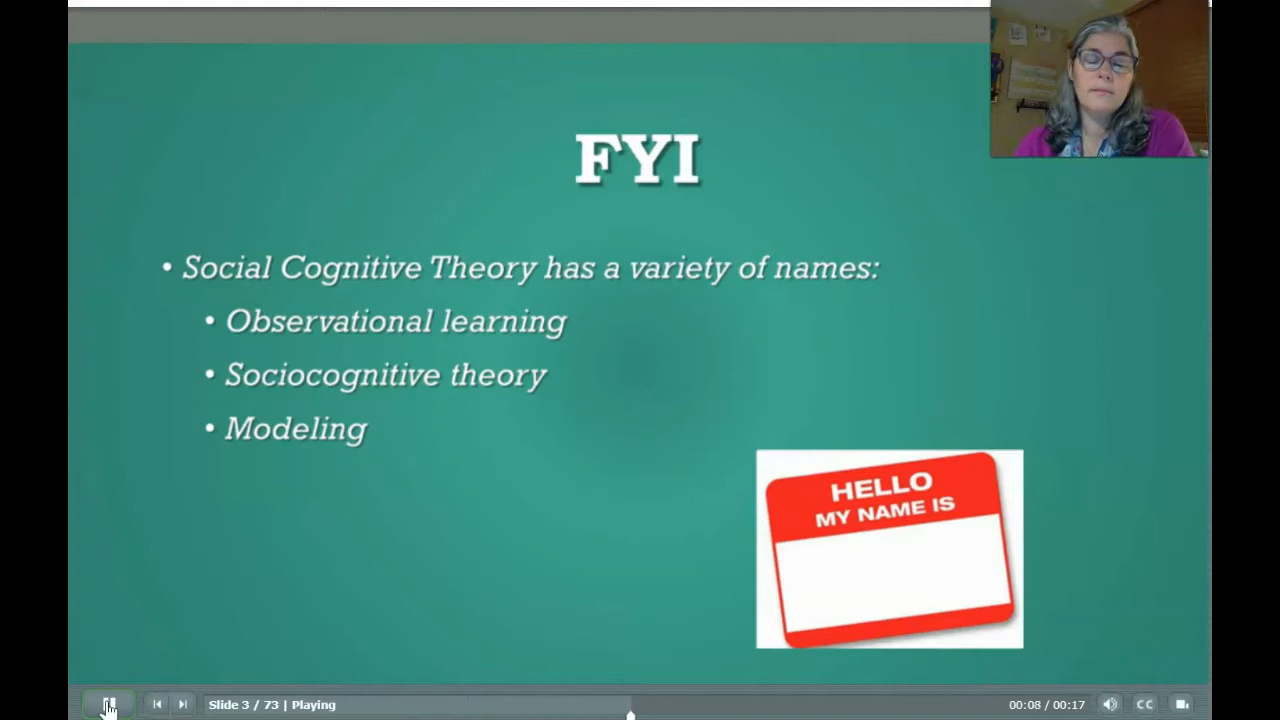 FYI
• Social Cognitive Theory has a variety of names:
• Observational learning
• Sociocognitive theory
• Modeling
HELLO
MY NAME IS
Slide 3 / 73 | Playing
00:08 / 00:17
CC